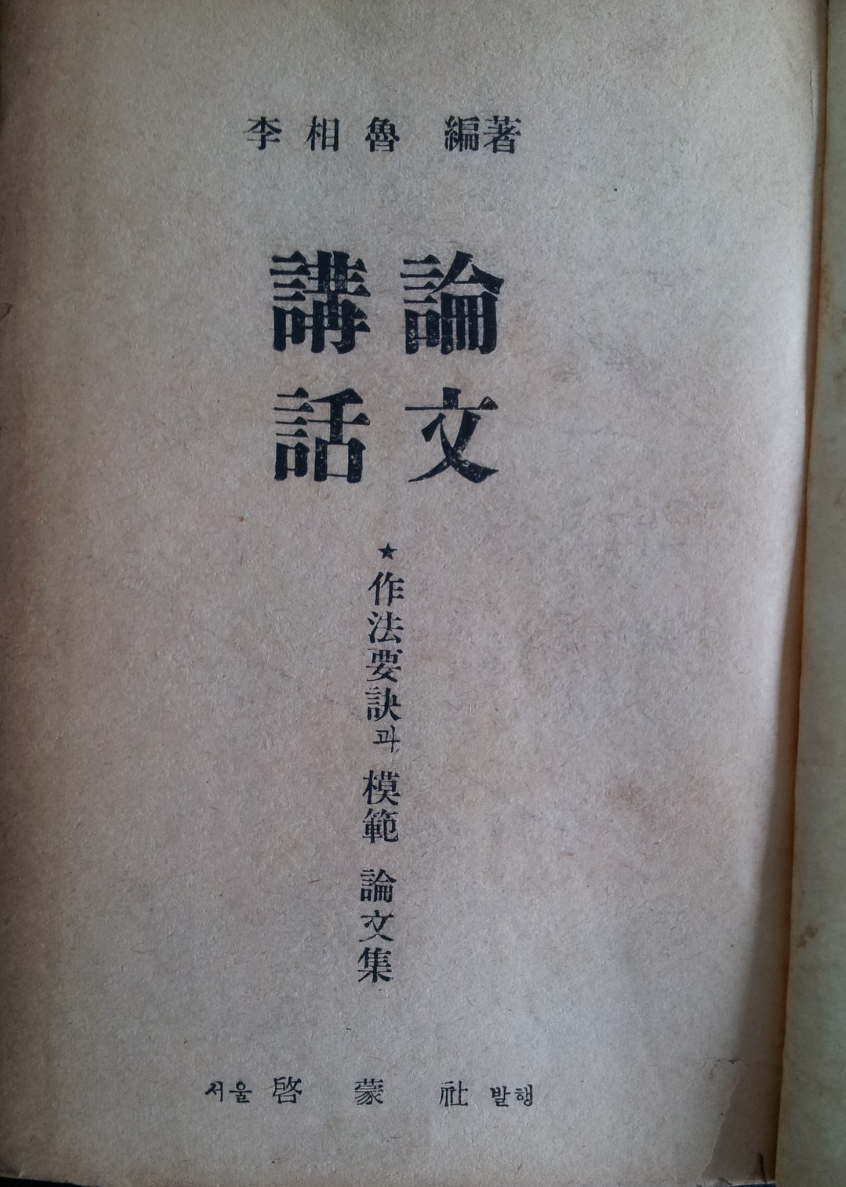 李相魯 編著
論文
講話
★作法要訣과 模範 論文集
서울 啓蒙社 발행